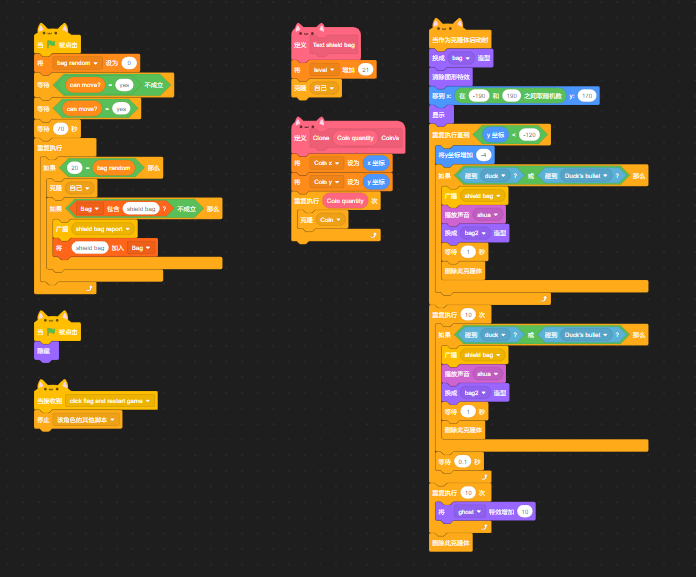 当 被点击
将 bag random 设为 0
等待 can move? = yes 不成立
等待 can move? = yes
等待 70 秒
重复执行
如果 20 = bag random 那么
克隆 自己
如果 Bag 包含 shield bag ? 不成立 那么
广播 shield bag report
将 shield bag 加入 Bag
当 被点击
隐藏
当接收到 click flag and restart game
停止 该角色的其他脚本
定义 Text shield bag
将 level 增加 21
克隆 自己
定义 Clone Coin quantity Coin/s
将 Coin x 设为 x 坐标
将 Coin y 设为 y 坐标
重复执行 Coin quantity 次
克隆 Coin
当作为克隆体启动时
换成 bag 造型
清除图形特效
移到 x: 在 -190 和 190 之间取随机数 y: 170
显示
重复执行直到 y 坐标 < -120
将y坐标增加 -4
如果 碰到 duck ? 或 碰到 Duck's bullet ? 那么
广播 shield bag
播放声音 shua
换成 bag2 造型
等待 1 秒
删除此克隆体
重复执行 10 次
如果 碰到 duck ? 或 碰到 Duck's bullet ? 那么
广播 shield bag
播放声音 shua
换成 bag2 造型
等待 1 秒
删除此克隆体
等待 0.1 秒
重复执行 10 次
将 ghost 特效增加 10
删除此克隆体